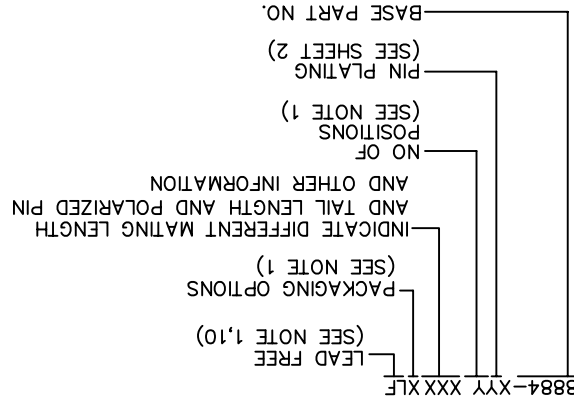 8884-XYY XXXXLF
LEAD FREE
(SEE NOTE 1,10)
PACKAGING OPTIONS
(SEE NOTE 1)
INDICATE DIFFERENT MATING LENGTH
AND TAIL LENGTH AND POLARIZED PIN
AND OTHER INFORMATION
NO OF
POSITIONS
(SEE NOTE 1)
PIN PLATING
(SEE SHEET 2)
BASE PART NO.